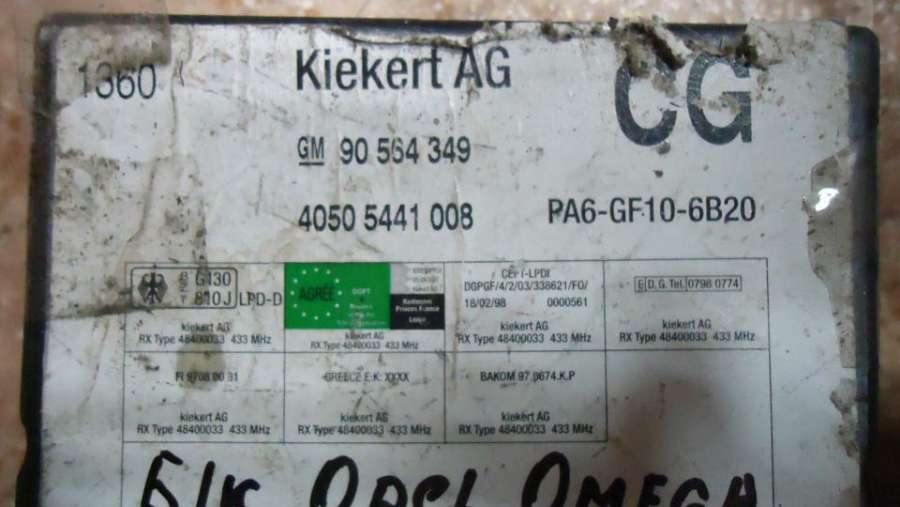 1360
Kiekert AG
CG
GM 90 564 349
4050 5441 008
PA6-GF10-6B20
BZT G130 810J LPD-D
kiekert AG
RX Type 48400033 433 MHz
AGREE
DGPT
kiekert AG
RX Type 48400033 433 MHz
CEPT-LPDI
DGPGF/4/2/03/338621/FO/
18/02/98 0000561
kiekert AG
RX Type 48400033 433 MHz
E D.G. Tel. 0798 0774
kiekert AG
RX Type 48400033 433 MHz
FI 9708 00 31
kiekert AG
RX Type 48400033 433 MHz
GREECE E.K. XXXX
kiekert AG
RX Type 48400033 433 MHz
BAKOM 97.0674.K.P
kiekert AG
RX Type 48400033 433 MHz
Б/К OPEL OMEGA